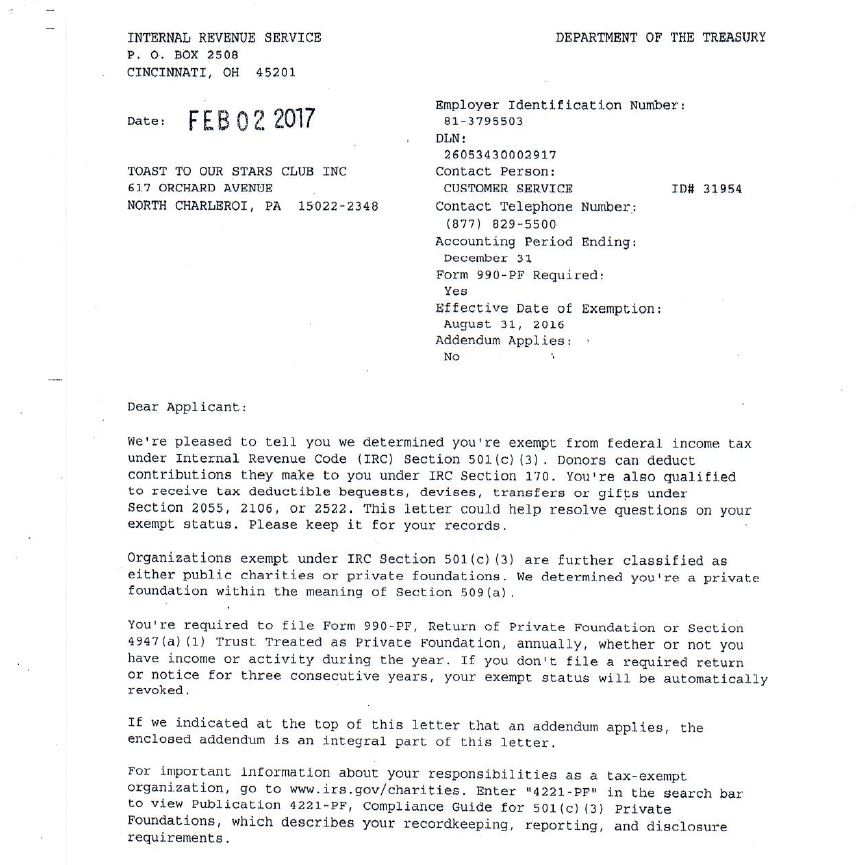 INTERNAL REVENUE SERVICE
P. O. BOX 2508
CINCINNATI, OH 45201
DEPARTMENT OF THE TREASURY
Date: FEB 02 2017
TOAST TO OUR STARS CLUB INC
617 ORCHARD AVENUE
NORTH CHARLEROI, PA 15022-2348
Employer Identification Number:
81-3795503
DLN:
26053430002917
Contact Person:
CUSTOMER SERVICE ID# 31954
Contact Telephone Number:
(877) 829-5500
Accounting Period Ending:
December 31
Form 990-PF Required:
Yes
Effective Date of Exemption:
August 31, 2016
Addendum Applies:
No
Dear Applicant:
We're pleased to tell you we determined you're exempt from federal income tax
under Internal Revenue Code (IRC) Section 501(c)(3). Donors can deduct
contributions they make to you under IRC Section 170. You're also qualified
to receive tax deductible bequests, devises, transfers or gifts under
Section 2055, 2106, or 2522. This letter could help resolve questions on your
exempt status. Please keep it for your records.
Organizations exempt under IRC Section 501(c)(3) are further classified as
either public charities or private foundations. We determined you're a private
foundation within the meaning of Section 509(a).
You're required to file Form 990-PF, Return of Private Foundation or Section
4947(a)(1) Trust Treated as Private Foundation, annually, whether or not you
have income or activity during the year. If you don't file a required return
or notice for three consecutive years, your exempt status will be automatically
revoked.
If we indicated at the top of this letter that an addendum applies, the
enclosed addendum is an integral part of this letter.
For important information about your responsibilities as a tax-exempt
organization, go to www.irs.gov/charities. Enter "4221-PF" in the search bar
to view Publication 4221-PF, Compliance Guide for 501(c)(3) Private
Foundations, which describes your recordkeeping, reporting, and disclosure
requirements.